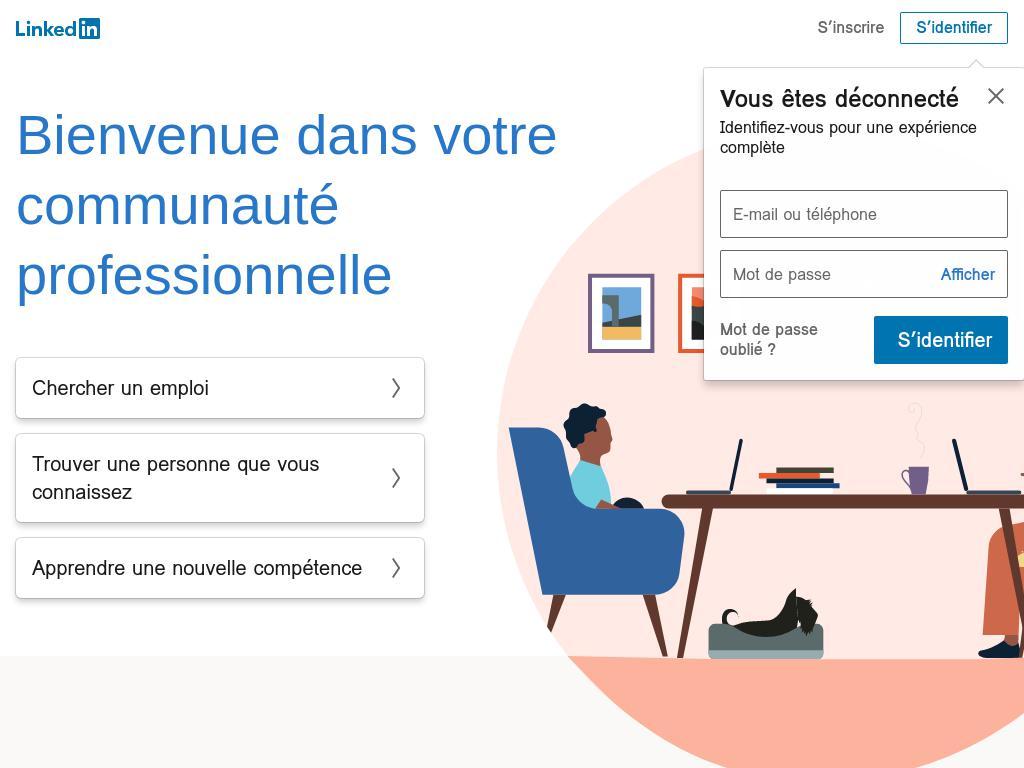 LinkedIn
S'inscrire
S'identifier
Vous êtes déconnecté
Identifiez-vous pour une expérience
complète
E-mail ou téléphone
Mot de passe
Afficher
Mot de passe
oublié ?
S'identifier
Bienvenue dans votre
communauté
professionnelle
Chercher un emploi
Trouver une personne que vous
connaissez
Apprendre une nouvelle compétence